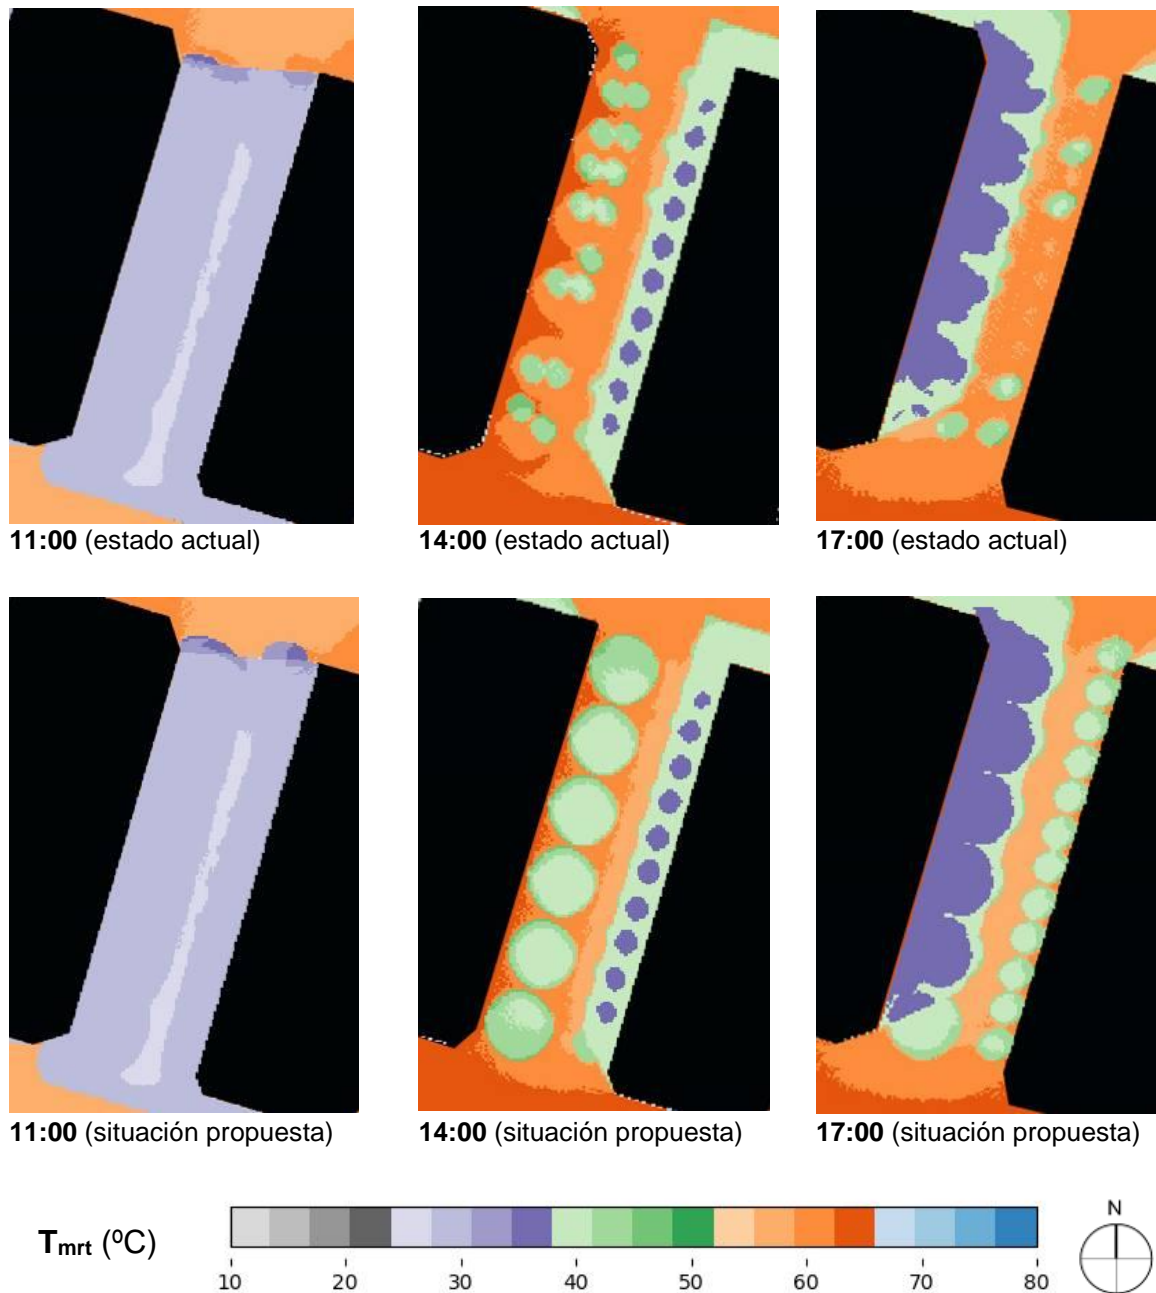 11:00 (estado actual)
14:00 (estado actual)
17:00 (estado actual)
11:00 (situación propuesta)
14:00 (situación propuesta)
17:00 (situación propuesta)
Tmrt (ºC)
10 20 30 40 50 60 70 80
N